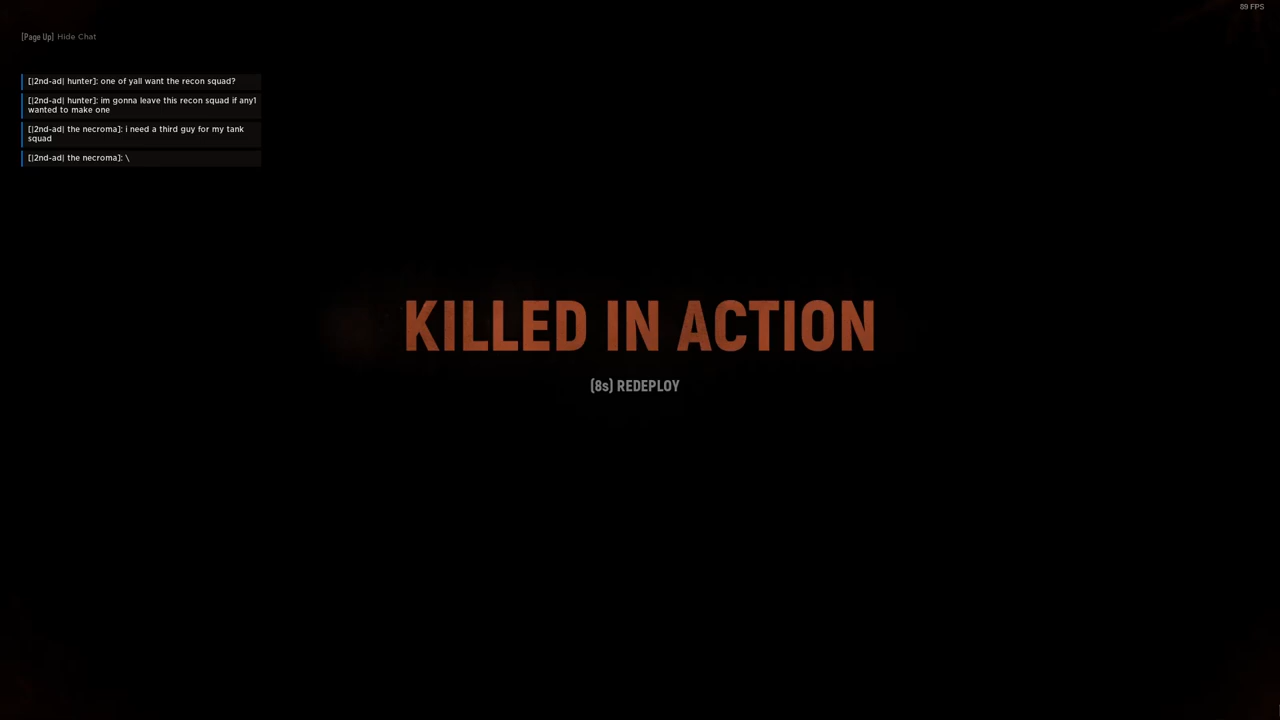 89 FPS
[Page Up] Hide Chat
[|2nd-ad| hunter]: one of yall want the recon squad?
[|2nd-ad| hunter]: im gonna leave this recon squad if any1
wanted to make one
[|2nd-ad| the necroma]: i need a third guy for my tank
squad
[|2nd-ad| the necroma]: \
KILLED IN ACTION
(8s) REDEPLOY